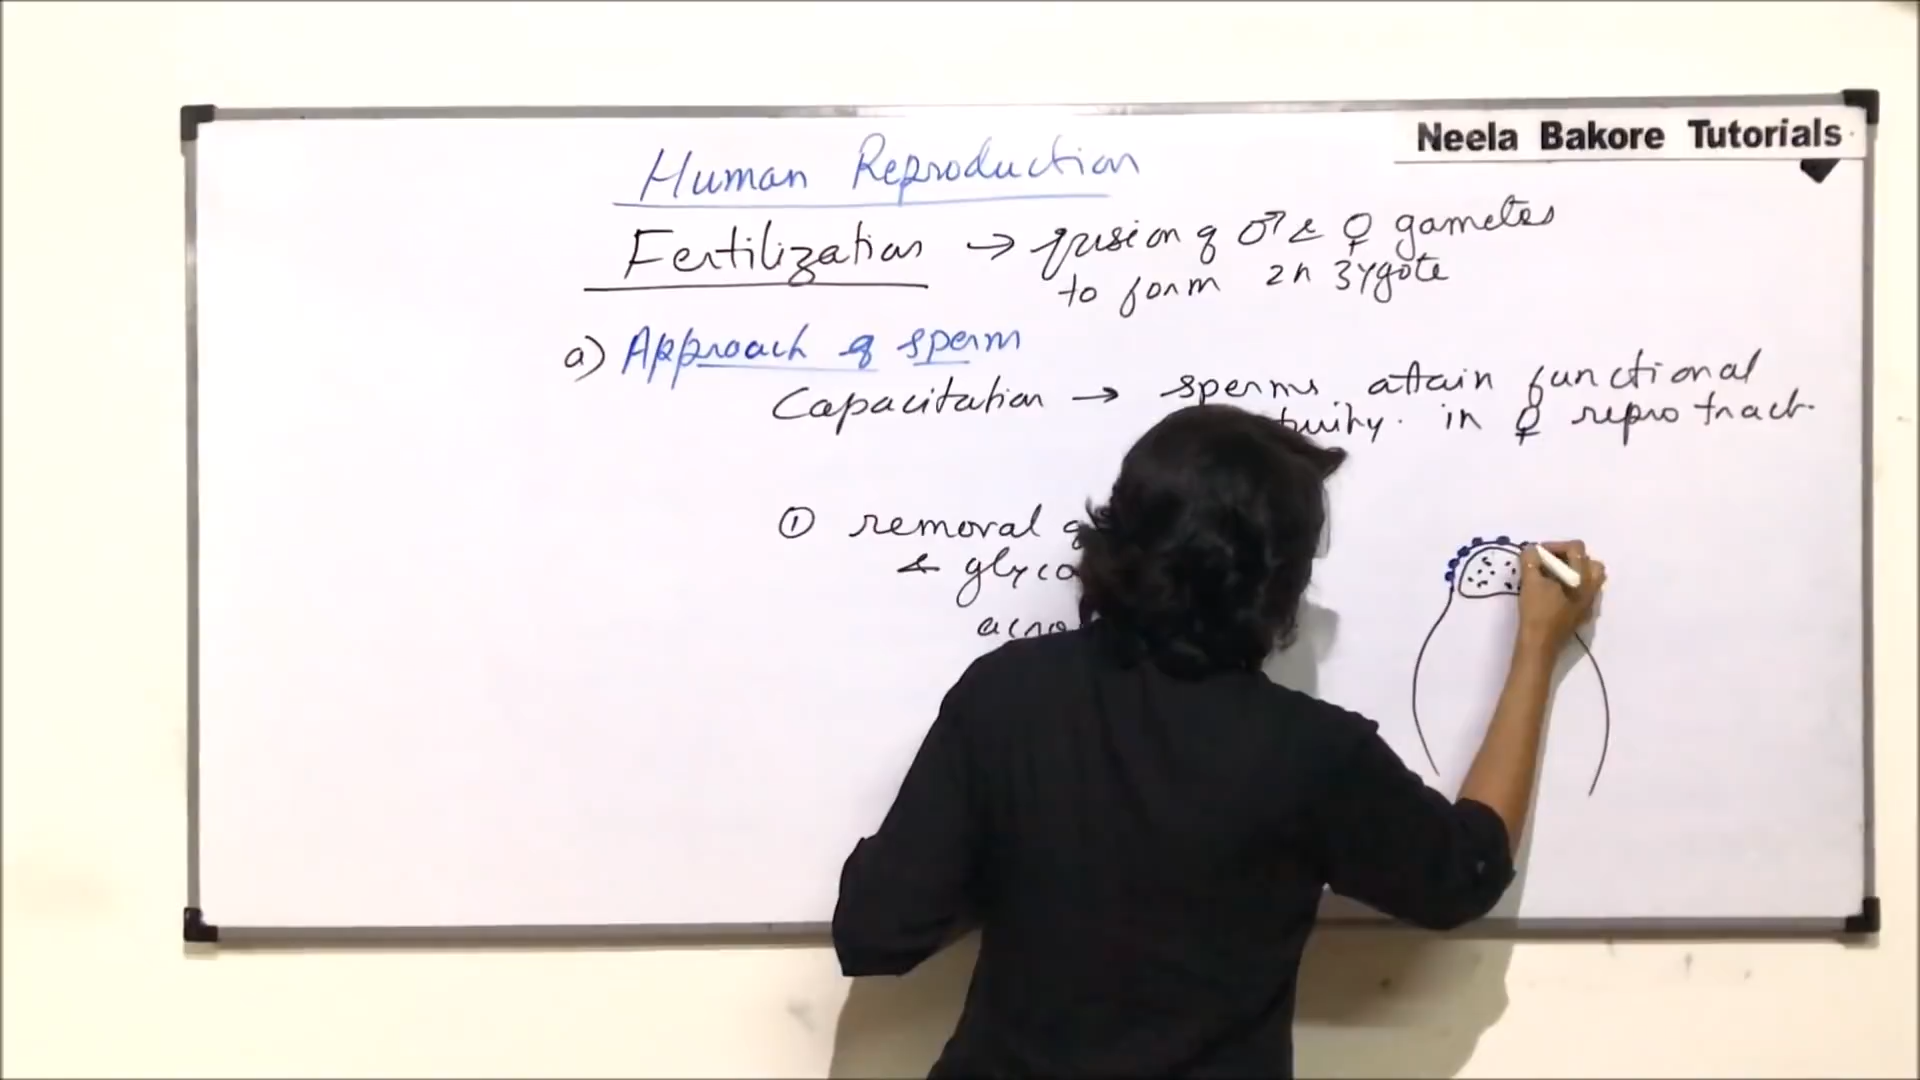 Neela Bakore Tutorials
Human Reproduction
Fertilization → fusion of ♂ & ♀ gametes
to form 2n zygote
a) Approach of sperm
Capacitation → sperms attain functional
in ♀ repro tract.
① removal
&